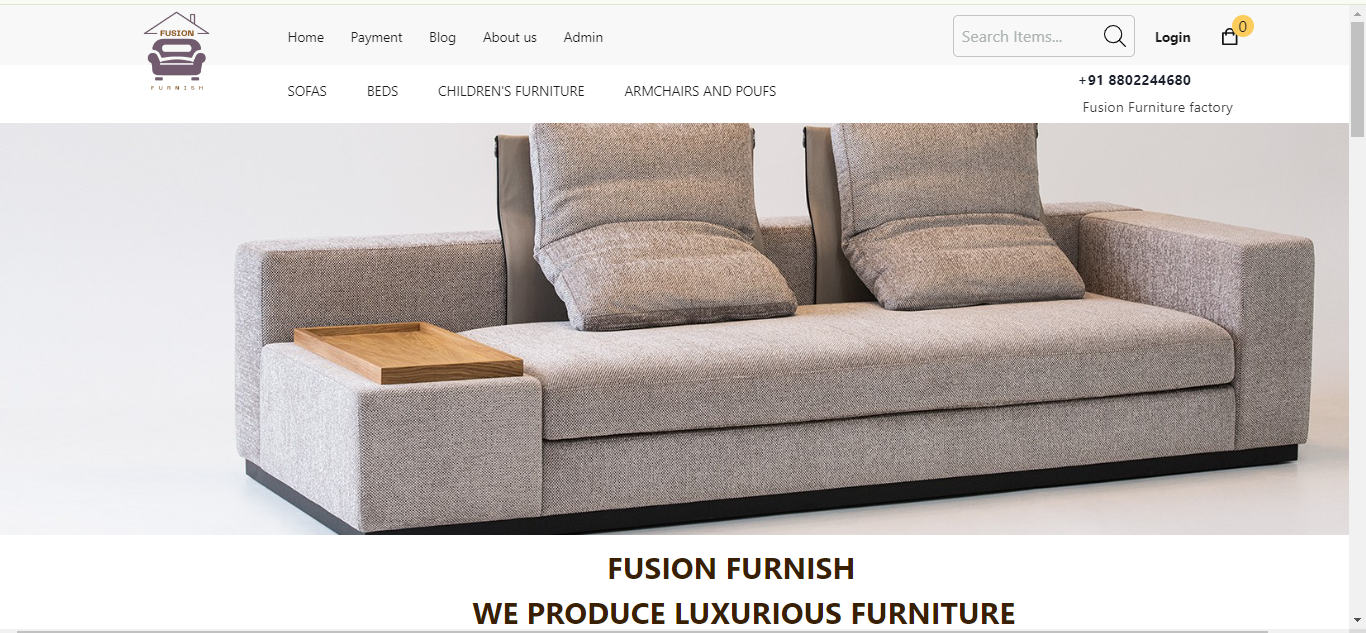 FUSION
FURNISH
Home Payment Blog About us Admin
Search Items...
Login
0
SOFAS BEDS CHILDREN'S FURNITURE ARMCHAIRS AND POUFS
+91 8802244680
Fusion Furniture factory
FUSION FURNISH
WE PRODUCE LUXURIOUS FURNITURE